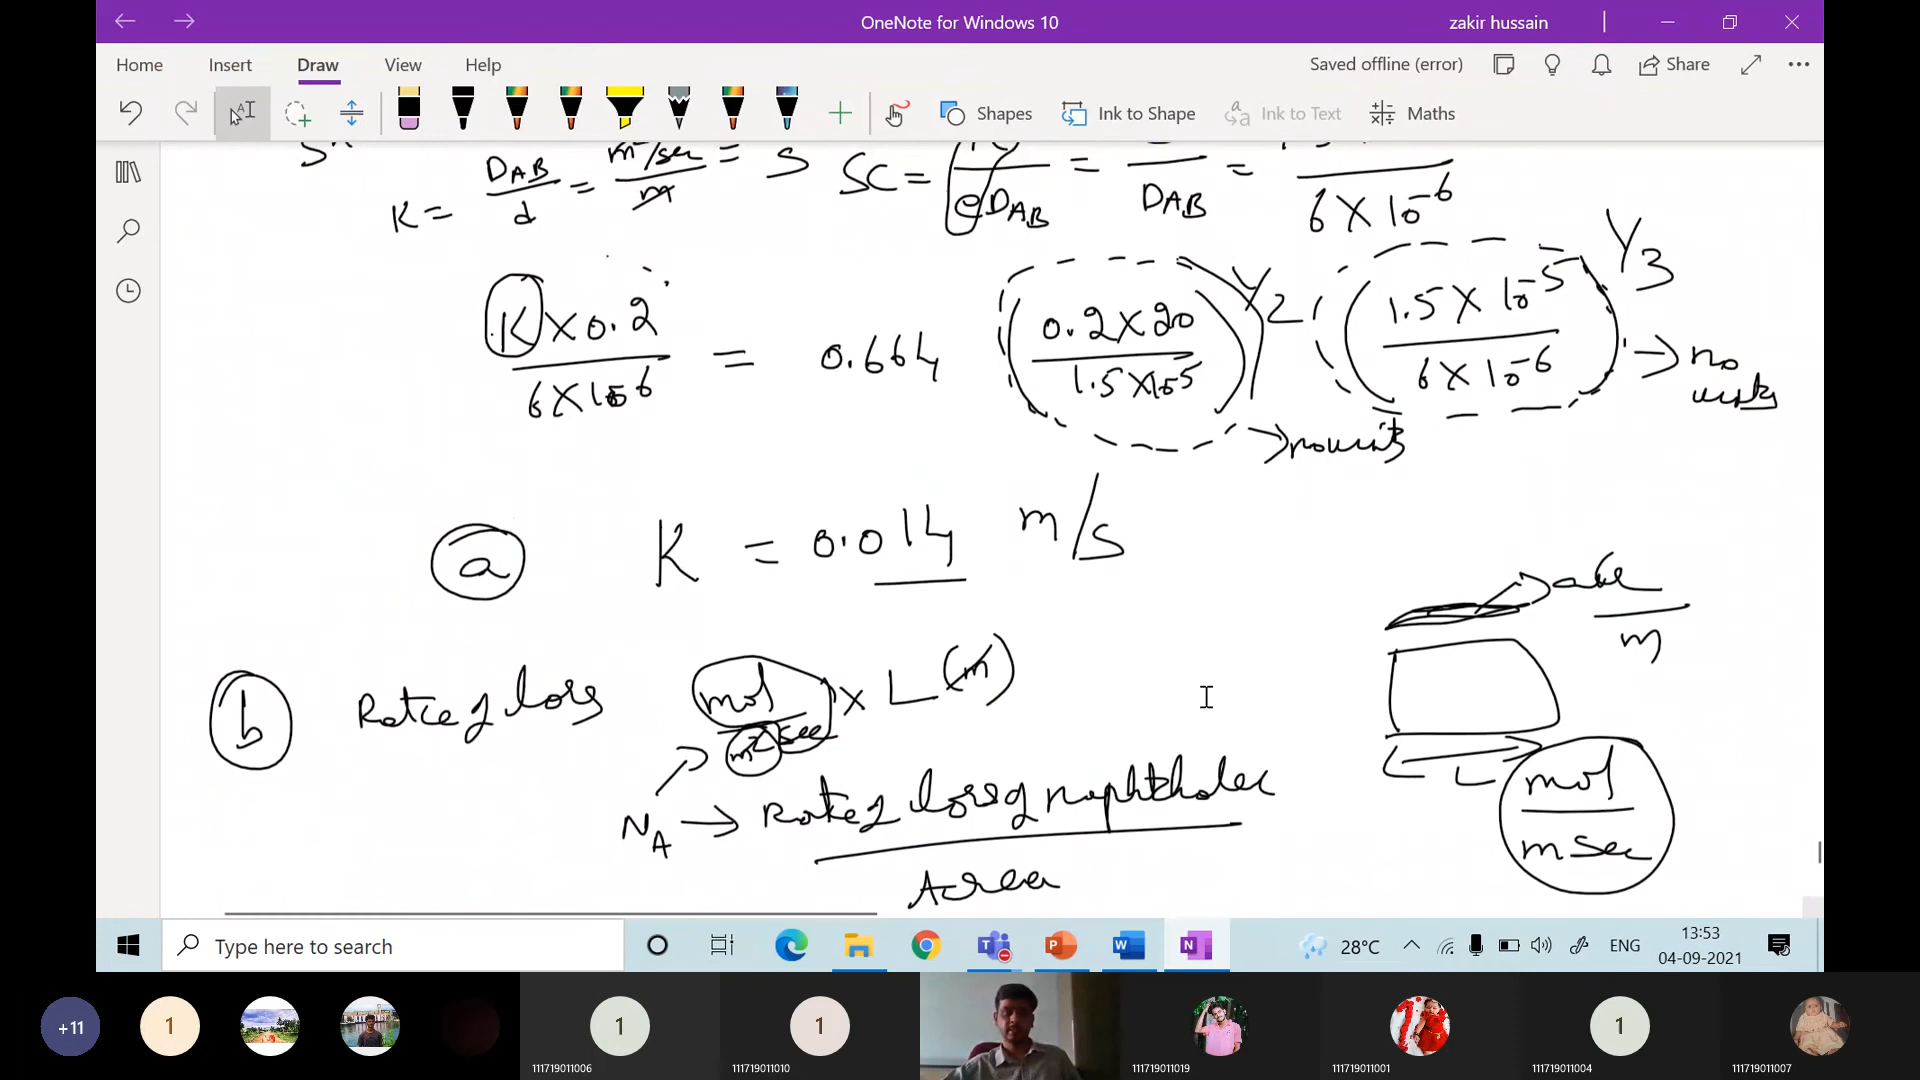 OneNote for Windows 10
zakir hussain
Home Insert Draw View Help
Saved offline (error)
Share
Shapes
Ink to Shape
Ink to Text
Maths
K = DAB/d = m²/sec/m =
SC = /ϱDAB = /DAB = /6 X 10⁻⁶
K X 0.2 / 6 X 10⁻⁶ = 0.664 (0.2 X 20 / 1.5 X 10⁻⁵)^1/2 (1.5 X 10⁻⁵ / 6 X 10⁻⁶)^1/3 → no units
→ no units
a K = 0.014 m/s
m
b Rate of loss mol/m² sec x L (m)
L
mol / m sec
NA → Rate of loss of naphthalene / Area
Type here to search
28°C
ENG
13:53
04-09-2021
+11
1
1
1
1
111719011006
111719011010
111719011019
111719011001
111719011004
111719011007